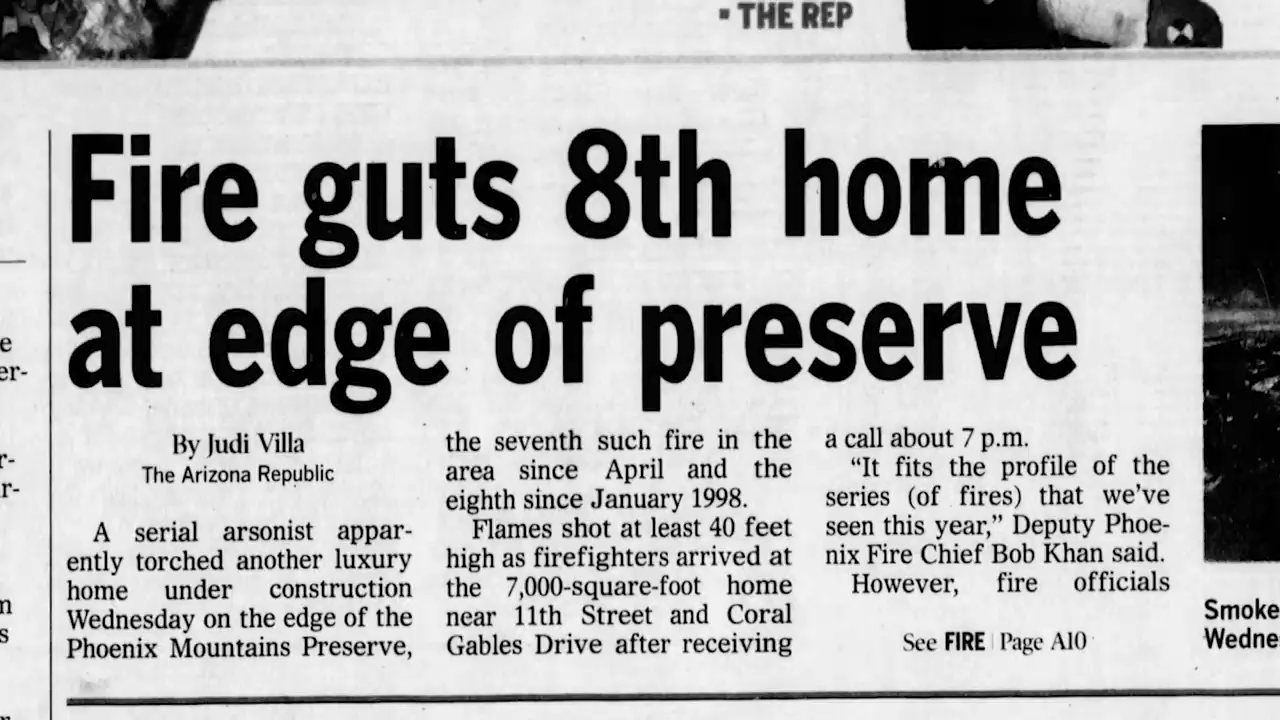 ▪ THE REP
Fire guts 8th home
at edge of preserve
By Judi Villa
The Arizona Republic
A serial arsonist appar-
ently torched another luxury
home under construction
Wednesday on the edge of the
Phoenix Mountains Preserve,
the seventh such fire in the
area since April and the
eighth since January 1998.
Flames shot at least 40 feet
high as firefighters arrived at
the 7,000-square-foot home
near 11th Street and Coral
Gables Drive after receiving
a call about 7 p.m.
“It fits the profile of the
series (of fires) that we’ve
seen this year,” Deputy Phoe-
nix Fire Chief Bob Khan said.
However, fire officials
See FIRE | Page A10
Smoke
Wedne